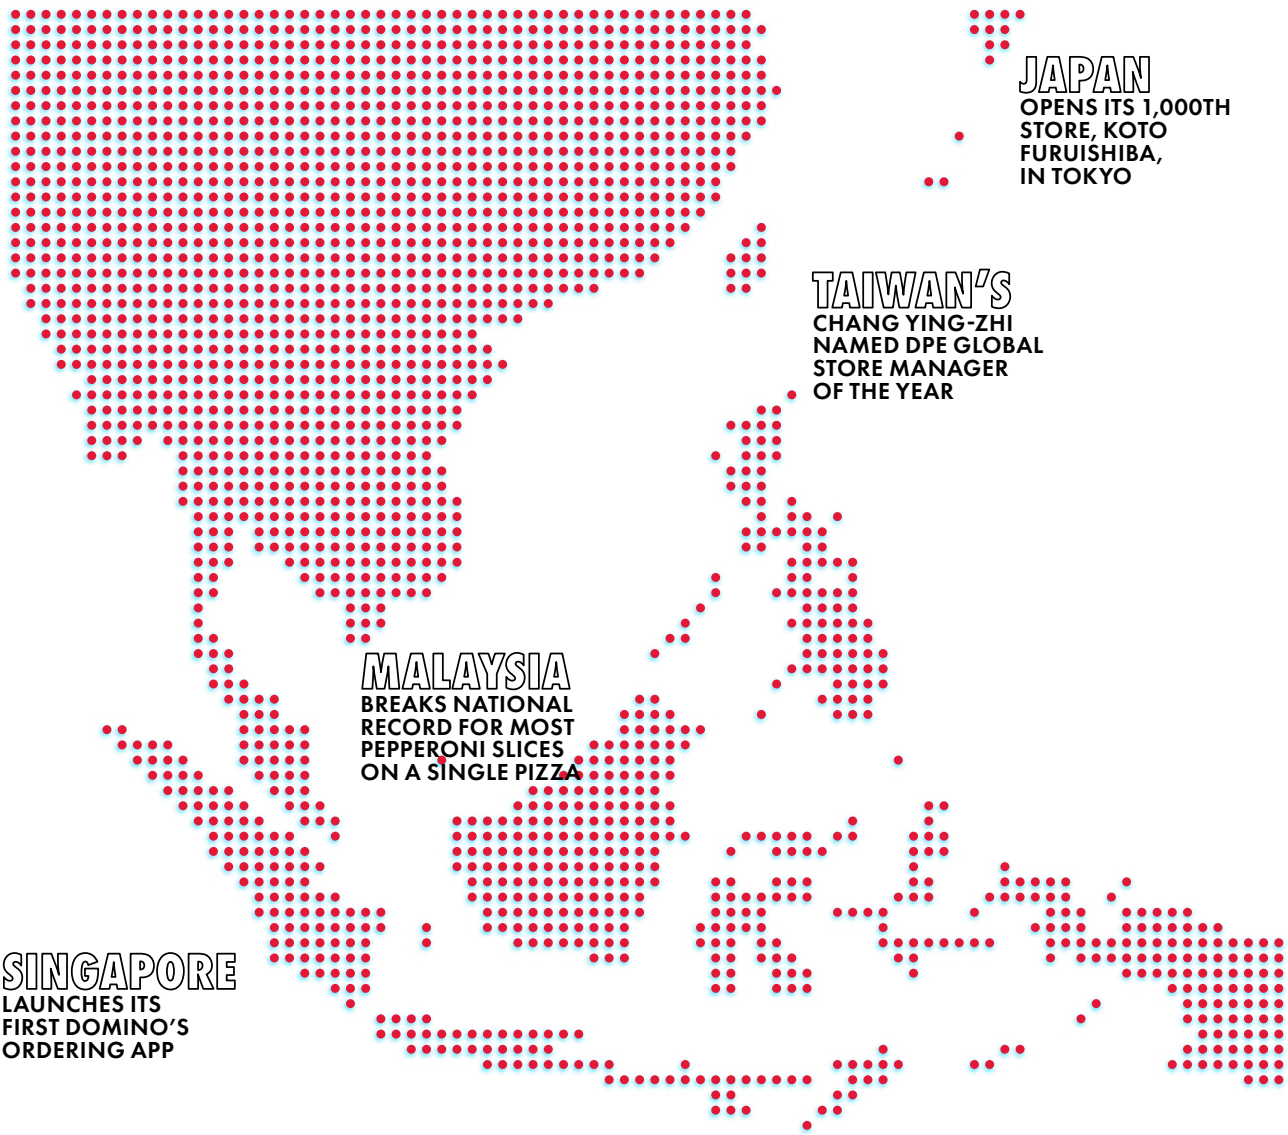 JAPAN
OPENS ITS 1,000TH
STORE, KOTO
FURUISHIBA,
IN TOKYO
TAIWAN'S
CHANG YING-ZHI
NAMED DPE GLOBAL
STORE MANAGER
OF THE YEAR
MALAYSIA
BREAKS NATIONAL
RECORD FOR MOST
PEPPERONI SLICES
ON A SINGLE PIZZA
SINGAPORE
LAUNCHES ITS
FIRST DOMINO'S
ORDERING APP